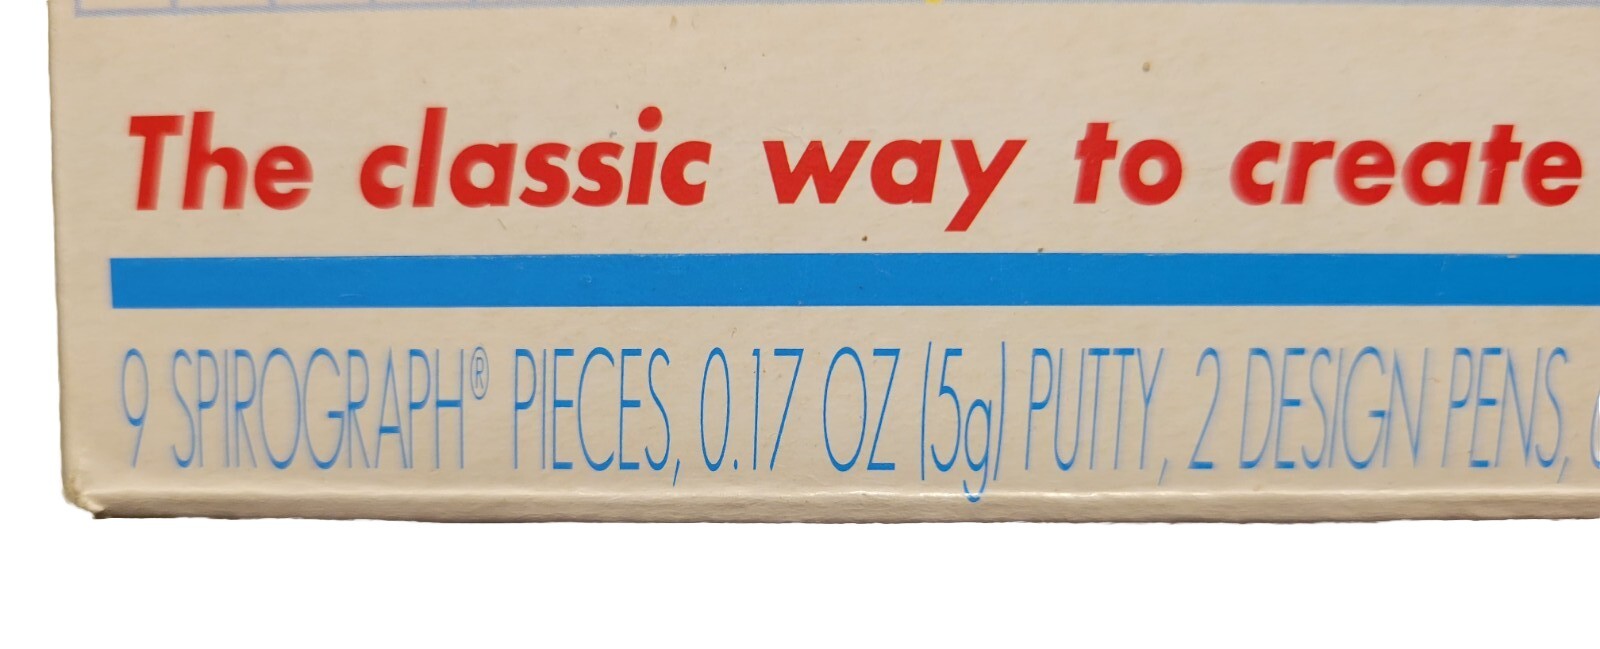 The classic way to create
9 SPIROGRAPH® PIECES, 0.17 OZ (5g) PUTTY, 2 DESIGN PENS,